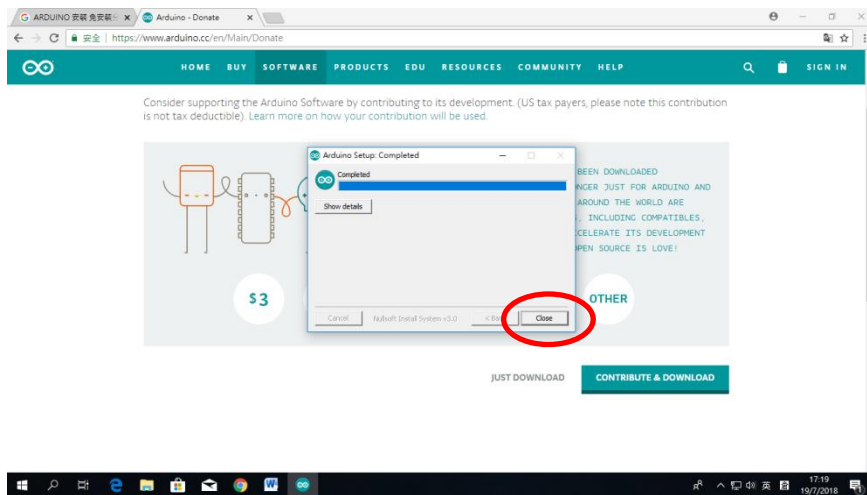 ARDUINO 安裝 免安裝
Arduino - Donate
安全 | https://www.arduino.cc/en/Main/Donate
HOME BUY SOFTWARE PRODUCTS EDU RESOURCES COMMUNITY HELP SIGN IN
Consider supporting the Arduino Software by contributing to its development. (US tax payers, please note this contribution
is not tax deductible). Learn more on how your contribution will be used.
Arduino Setup: Completed
Completed
Show details
BEEN DOWNLOADED
NGER JUST FOR ARDUINO AND
AROUND THE WORLD ARE
, INCLUDING COMPATIBLES,
CELERATE ITS DEVELOPMENT
PEN SOURCE IS LOVE!
$3
OTHER
Cancel Nullsoft Install System v3.0 < Ba Close
JUST DOWNLOAD CONTRIBUTE & DOWNLOAD
英
17:19
19/7/2018